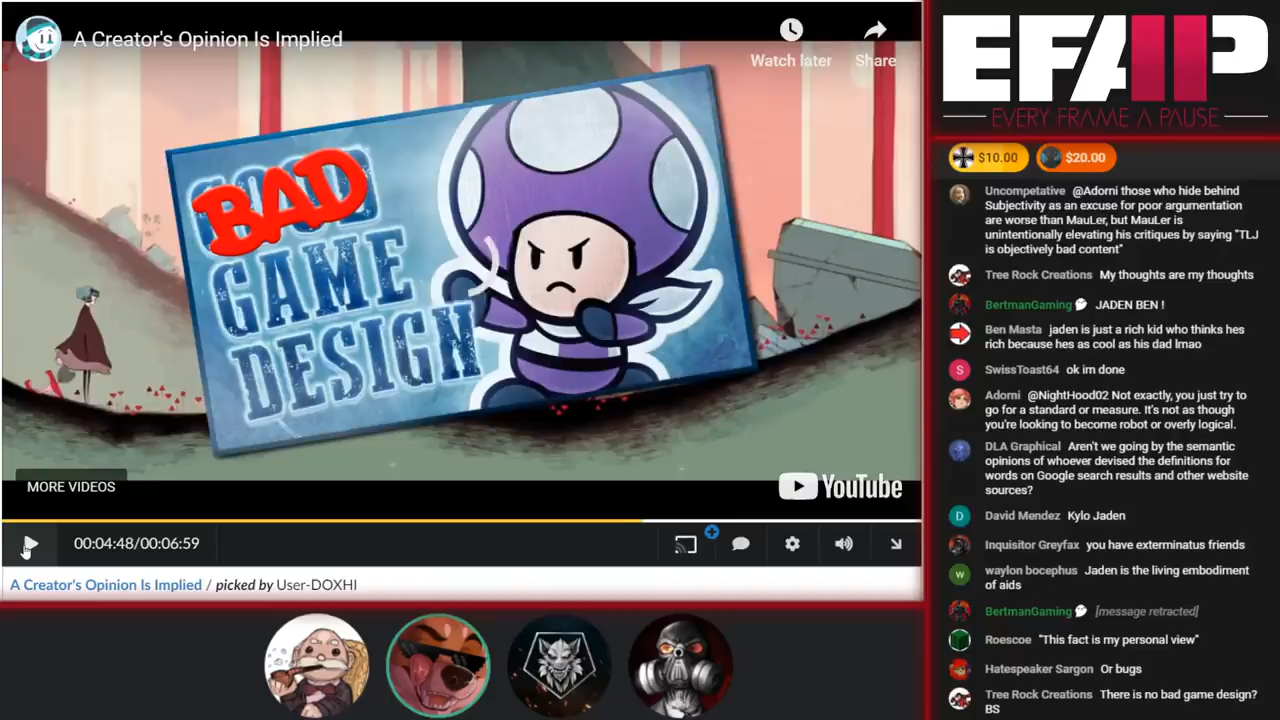 A Creator's Opinion Is Implied
Watch later
Share
BAD
GAME
DESIGN
MORE VIDEOS
YouTube
00:04:48/00:06:59
A Creator's Opinion Is Implied / picked by User-DOXHI
EFAP
EVERY FRAME A PAUSE
$10.00
$20.00
Uncompetative @Adorni those who hide behind
Subjectivity as an excuse for poor argumentation
are worse than MauLer, but MauLer is
unintentionally elevating his critiques by saying "TLJ
is objectively bad content"
Tree Rock Creations My thoughts are my thoughts
BertmanGaming JADEN BEN !
Ben Masta jaden is just a rich kid who thinks hes
rich because hes as cool as his dad lmao
SwissToast64 ok im done
Adorni @NightHood02 Not exactly, you just try to
go for a standard or measure. It's not as though
you're looking to become robot or overly logical.
DLA Graphical Aren't we going by the semantic
opinions of whoever devised the definitions for
words on Google search results and other website
sources?
D David Mendez Kylo Jaden
Inquisitor Greyfax you have exterminatus friends
w waylon bocephus Jaden is the living embodiment
of aids
BertmanGaming [message retracted]
Roescoe "This fact is my personal view"
Hatespeaker Sargon Or bugs
Tree Rock Creations There is no bad game design?
BS